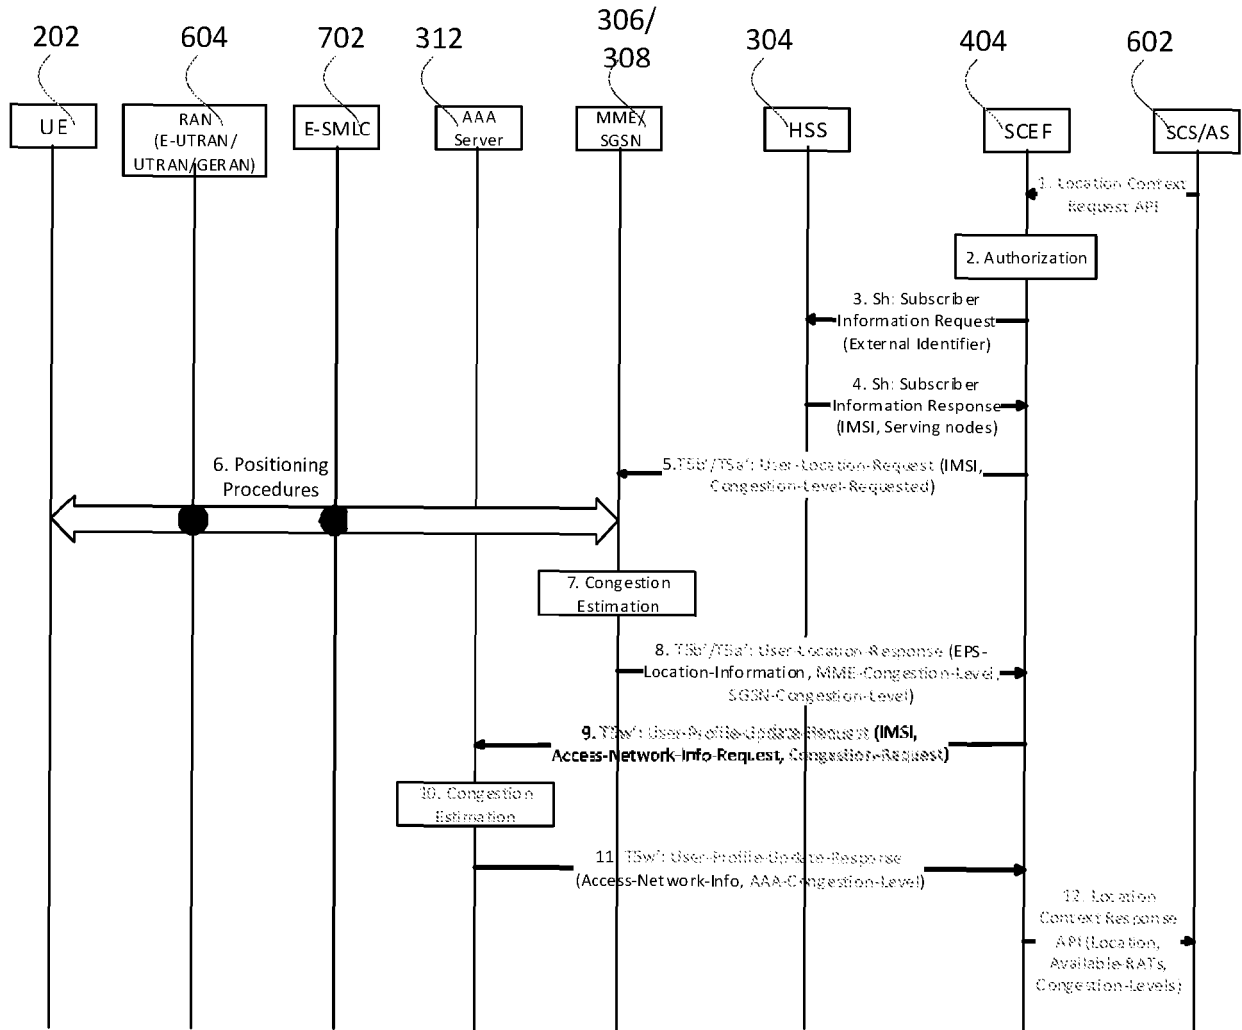 202
604
702
312
306/
308
304
404
602
UE
RAN
(E-UTRAN/
UTRAN/GERAN)
E-SMLC
AAA
Server
MME/
SGSN
HSS
SCEF
SCS/AS
1. Location Context
Request API
2. Authorization
3. Sh: Subscriber
Information Request
(External Identifier)
4. Sh: Subscriber
Information Response
(IMSI, Serving nodes)
5.T5b'/T5a': User-Location-Request (IMSI,
Congestion-Level-Requested)
6. Positioning
Procedures
7. Congestion
Estimation
8. T5b'/T5a': User-Location-Response (EPS-
Location-Information, MME-Congestion-Level,
SGSN-Congestion-Level)
9. T5w': User-Profile-Update-Request (IMSI,
Access-Network-Info-Request, Congestion-Request)
10. Congestion
Estimation
11. T5w': User-Profile-Update-Response
(Access-Network-Info, AAA-Congestion-Level)
12. Location
Context Response
API (Location,
Available-RATs,
Congestion-Levels)